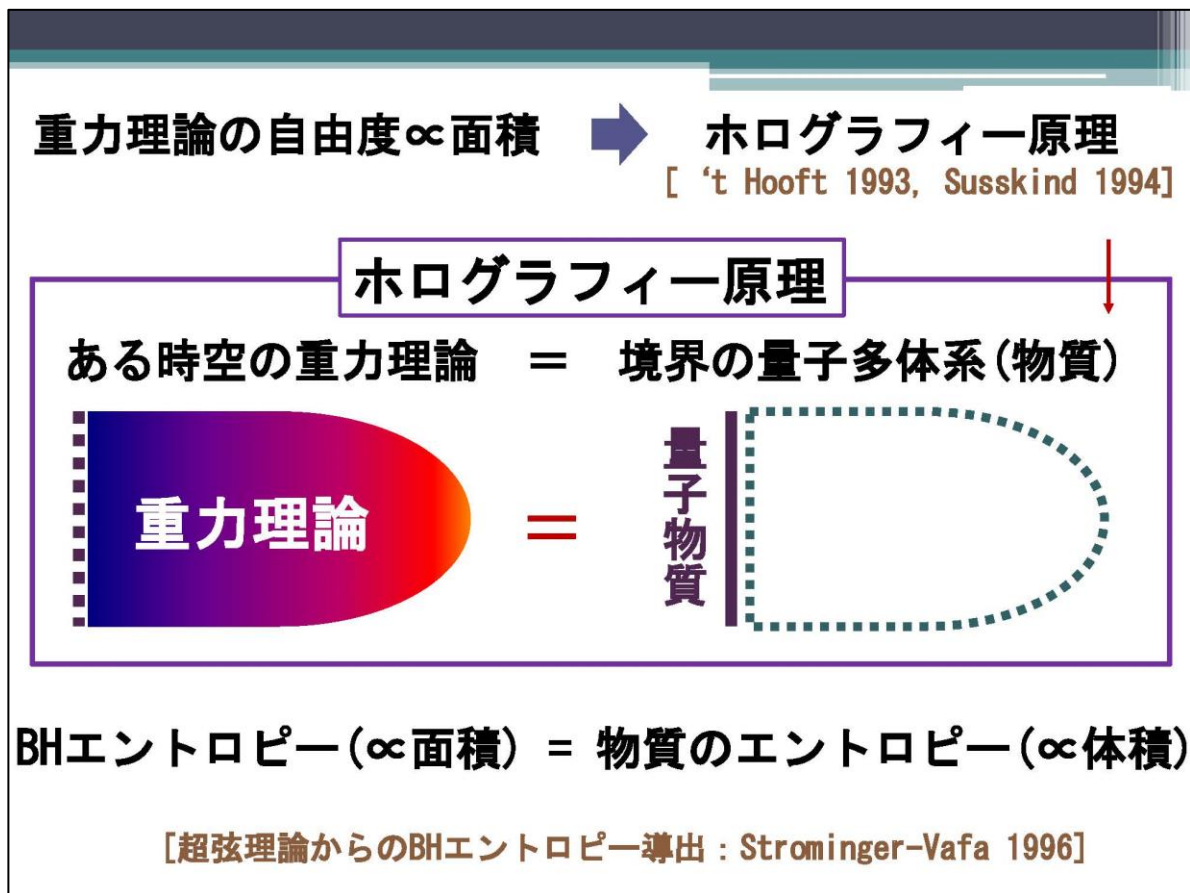 重力理論の自由度∝面積 ホログラフィー原理
[ ‘t Hooft 1993, Susskind 1994]
ホログラフィー原理
ある時空の重力理論 = 境界の量子多体系(物質)
重力理論 = 量子物質
BHエントロピー(∝面積) = 物質のエントロピー(∝体積)
[超弦理論からのBHエントロピー導出：Strominger-Vafa 1996]